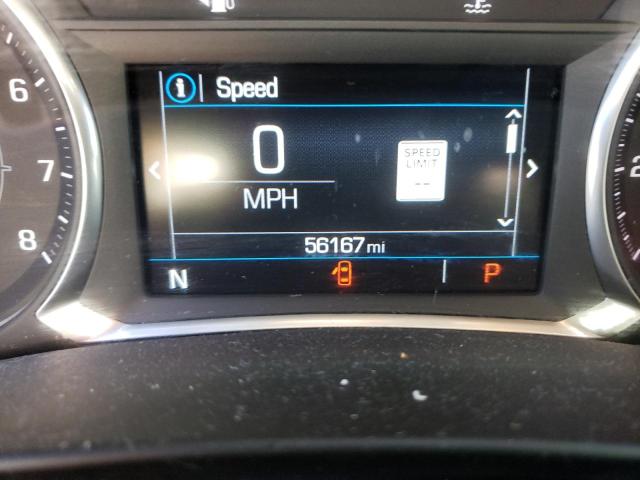 i Speed
6
0
SPEED
LIMIT
--
7
2
MPH
8
56167 mi
N
P